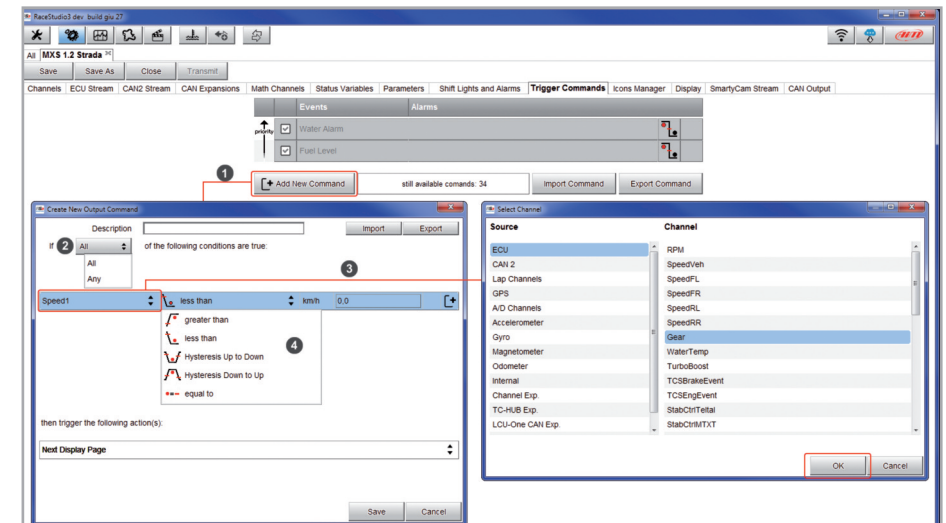 RaceStudio3 dev build giu 27
All MXS 1.2 Strada
Save Save As Close Transmit
Channels ECU Stream CAN2 Stream CAN Expansions Math Channels Status Variables Parameters Shift Lights and Alarms Trigger Commands Icons Manager Display SmartyCam Stream CAN Output
Events Alarms
priority
Water Alarm
Fuel Level
1
Add New Command still available comands: 34 Import Command Export Command
Create New Output Command
Description Import Export
If 2 All of the following conditions are true:
All
Any
3
Speed1 less than km/h 0,0
greater than
less than
4
Hysteresis Up to Down
Hysteresis Down to Up
equal to
then trigger the following action(s):
Next Display Page
Save Cancel
Select Channel
Source Channel
ECU RPM
CAN 2 SpeedVeh
Lap Channels SpeedFL
GPS SpeedFR
A/D Channels SpeedRL
Accelerometer SpeedRR
Gyro Gear
Magnetometer WaterTemp
Odometer TurboBoost
Internal TCSBrakeEvent
Channel Exp. TCSEngEvent
TC-HUB Exp. StabCtrlTeltal
LCU-One CAN Exp. StabCtrlMTXT
OK Cancel